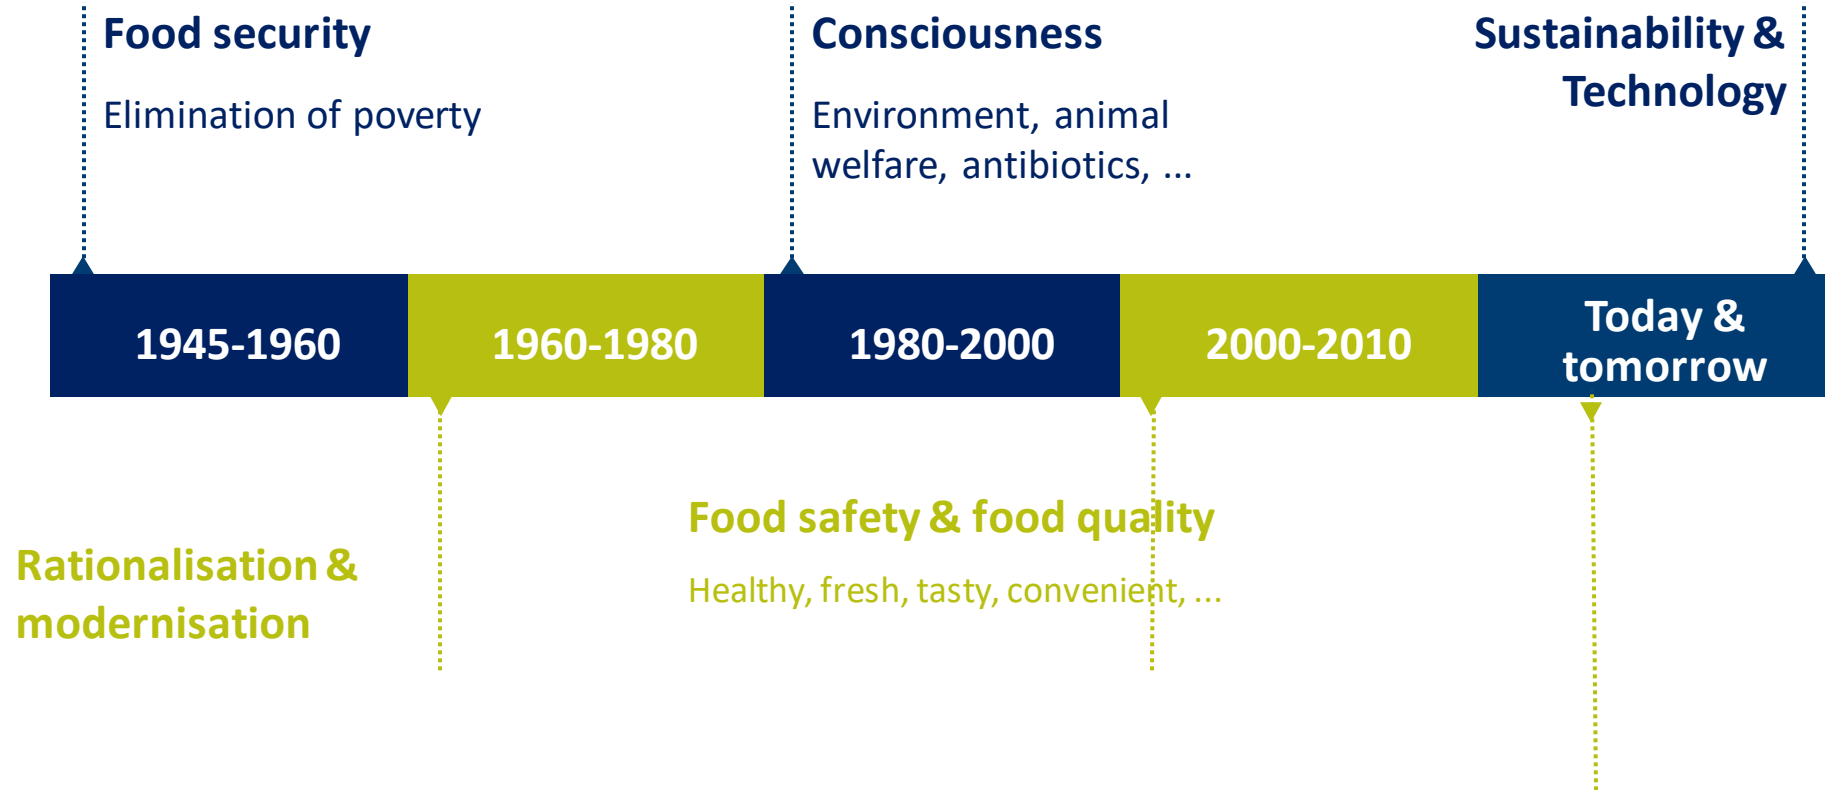 Food security
Elimination of poverty
Consciousness
Environment, animal
welfare, antibiotics, ...
Sustainability &
Technology
1945-1960
1960-1980
1980-2000
2000-2010
Today &
tomorrow
Rationalisation &
modernisation
Food safety & food quality
Healthy, fresh, tasty, convenient, ...